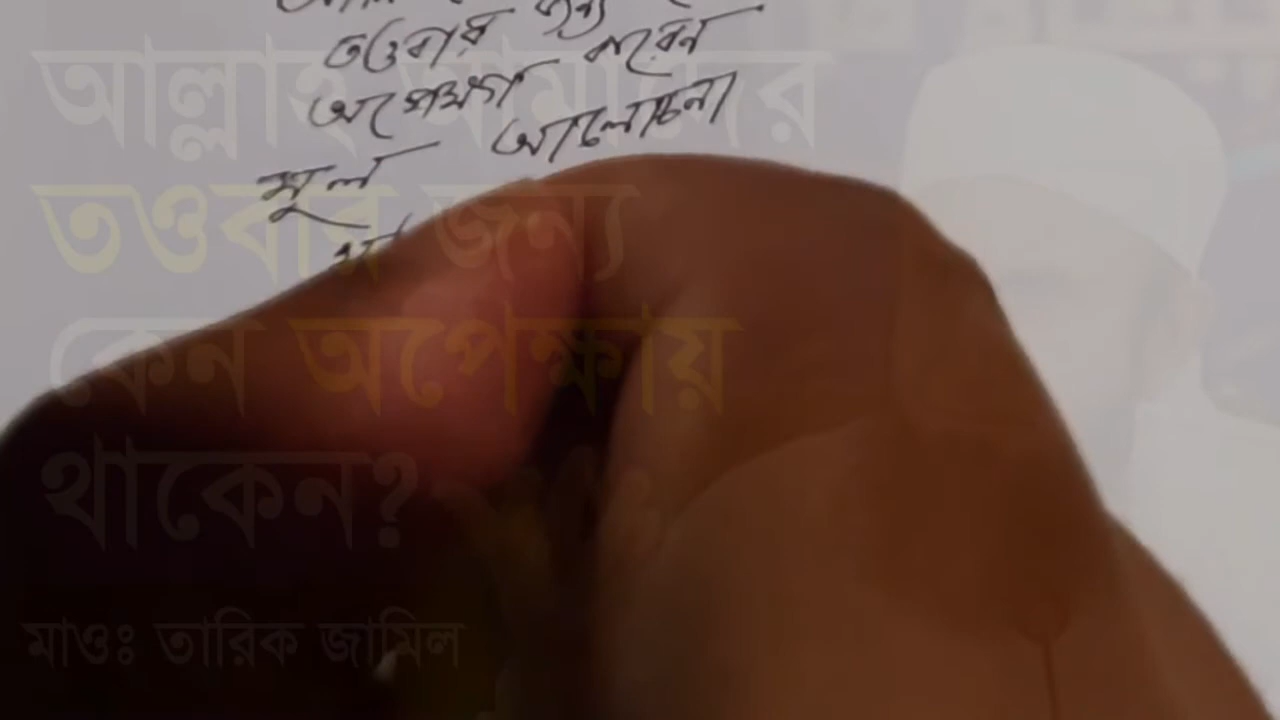 তওবার জন্য
অপেক্ষা করেন
মূল আলোচনা
আল্লাহ আমাদের
তওবার জন্য
কেন অপেক্ষায়
থাকেন?
মাওঃ তারিক জামিল